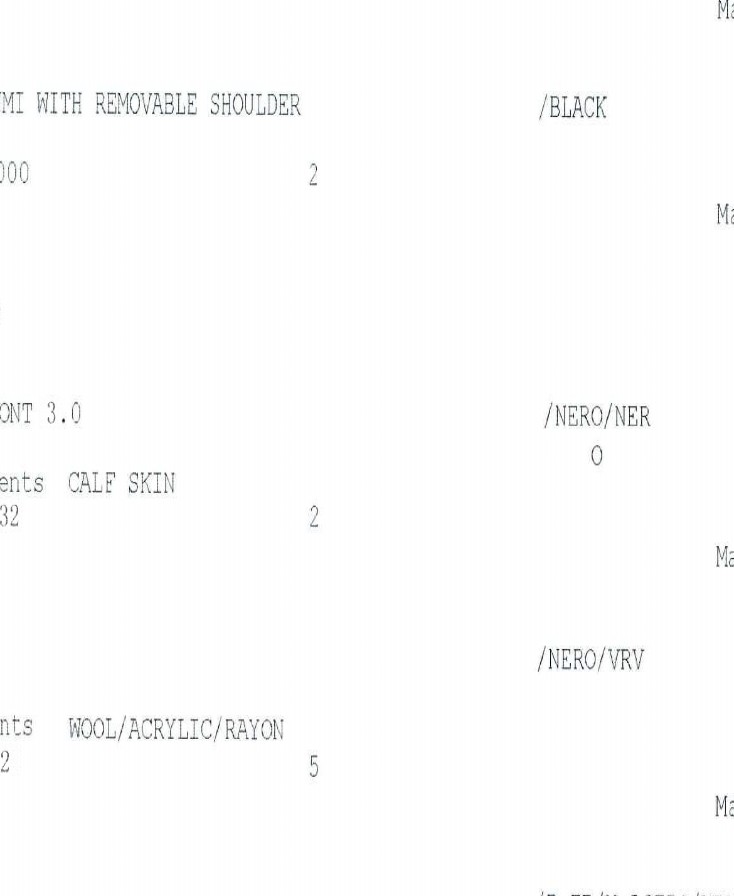 Ma
MI WITH REMOVABLE SHOULDER /BLACK
000 2
Ma
ONT 3.0 /NERO/NER
O
ents CALF SKIN
32 2
Ma
/NERO/VRV
nts WOOL/ACRYLIC/RAYON
2 5
Ma